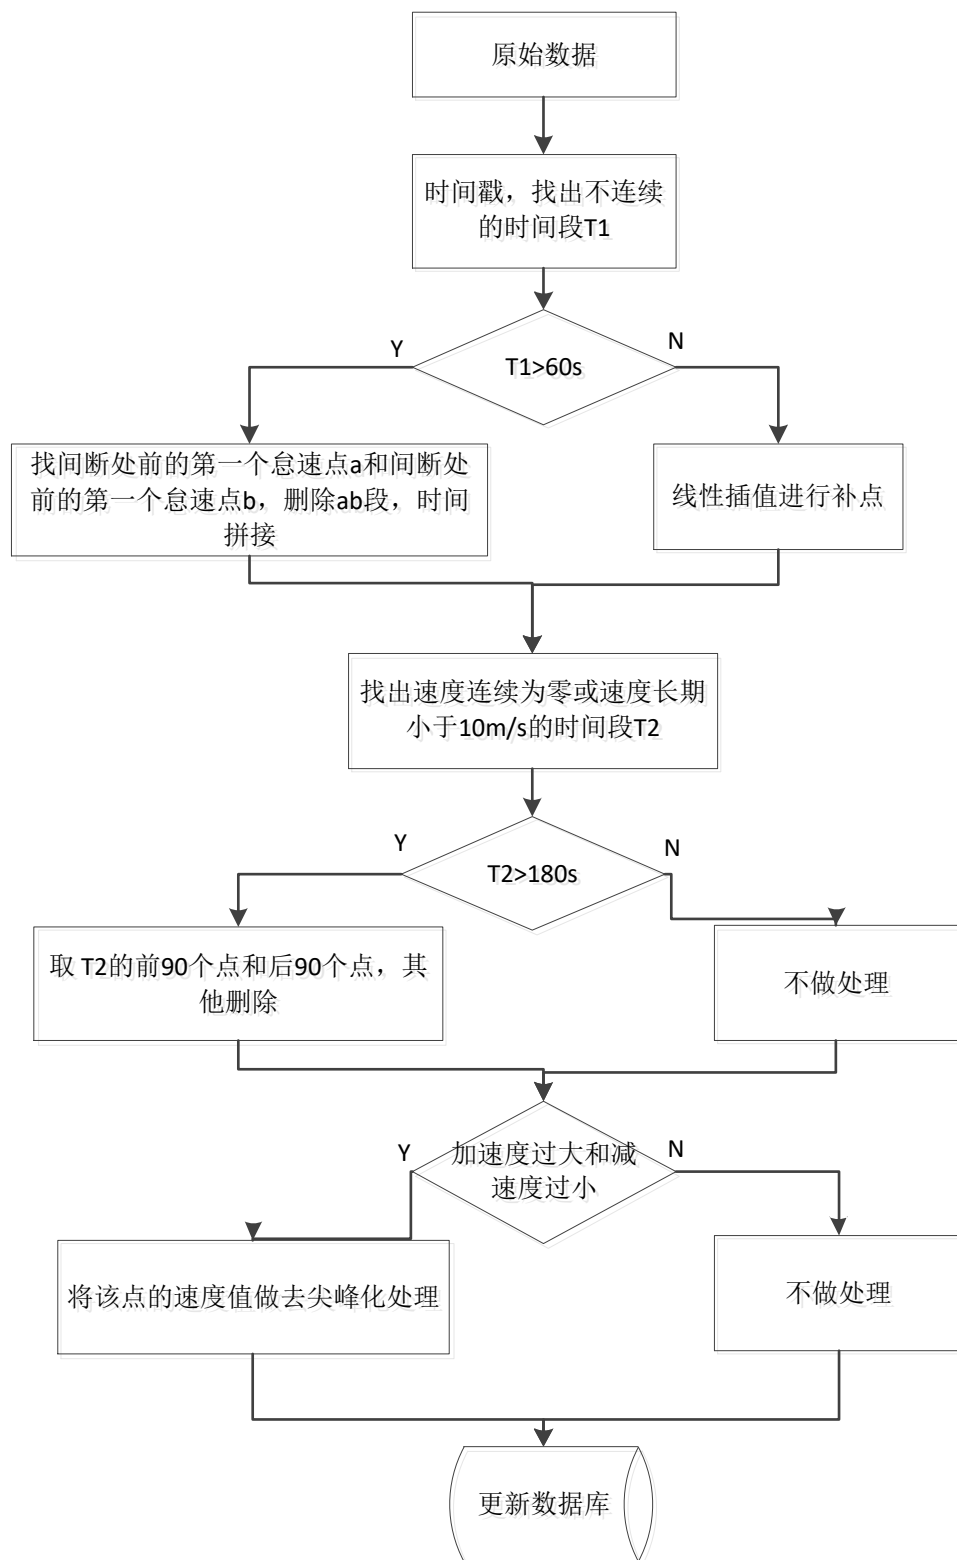 原始数据
时间戳，找出不连续
的时间段T1
Y
N
T1>60s
找间断处前的第一个怠速点a和间断处
前的第一个怠速点b，删除ab段，时间
拼接
线性插值进行补点
找出速度连续为零或速度长期
小于10m/s的时间段T2
Y
N
T2>180s
取 T2的前90个点和后90个点，其
他删除
不做处理
Y
N
加速度过大和减
速度过小
将该点的速度值做去尖峰化处理
不做处理
更新数据库